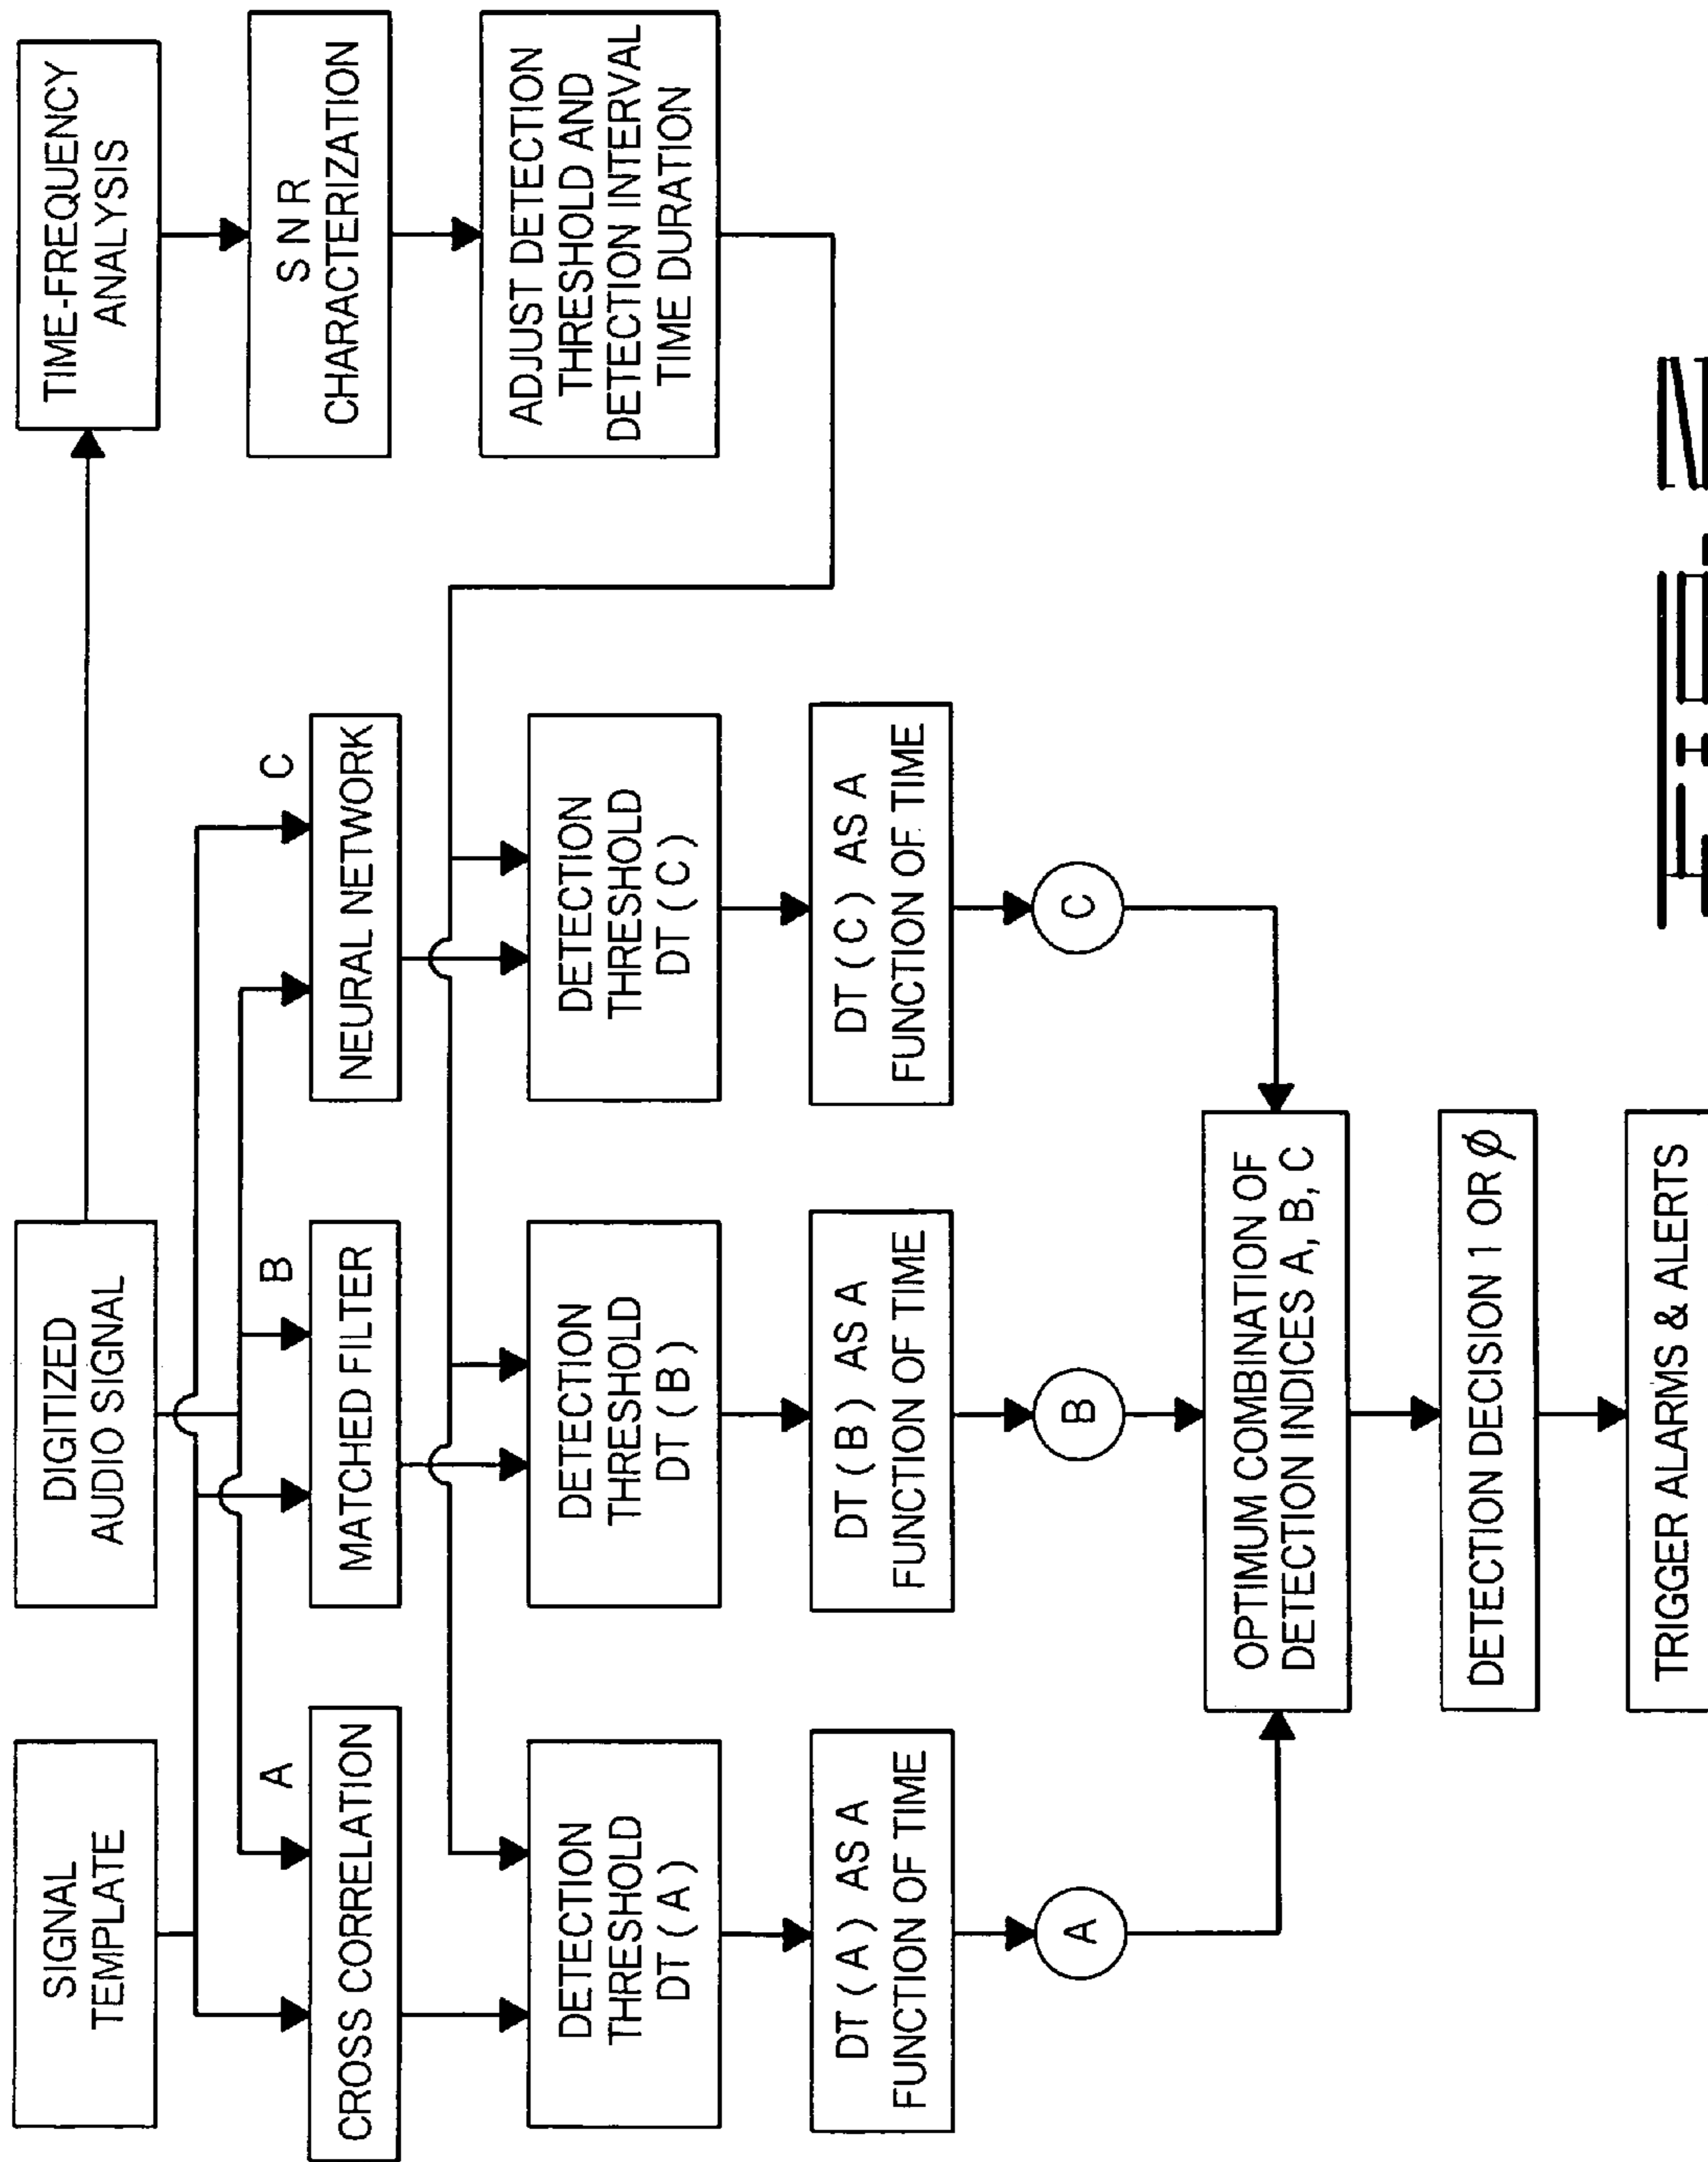 SIGNAL
TEMPLATE
DIGITIZED
AUDIO SIGNAL
TIME-FREQUENCY
ANALYSIS
A
B
C
CROSS CORRELATION
MATCHED FILTER
NEURAL NETWORK
S N R
CHARACTERIZATION
DETECTION
THRESHOLD
DT ( A )
DETECTION
THRESHOLD
DT ( B )
DETECTION
THRESHOLD
DT ( C )
ADJUST DETECTION
THRESHOLD AND
DETECTION INTERVAL
TIME DURATION
DT ( A ) AS A
FUNCTION OF TIME
DT ( B ) AS A
FUNCTION OF TIME
DT ( C ) AS A
FUNCTION OF TIME
A
B
C
OPTIMUM COMBINATION OF
DETECTION INDICES A, B, C
DETECTION DECISION 1 OR Ø
TRIGGER ALARMS & ALERTS